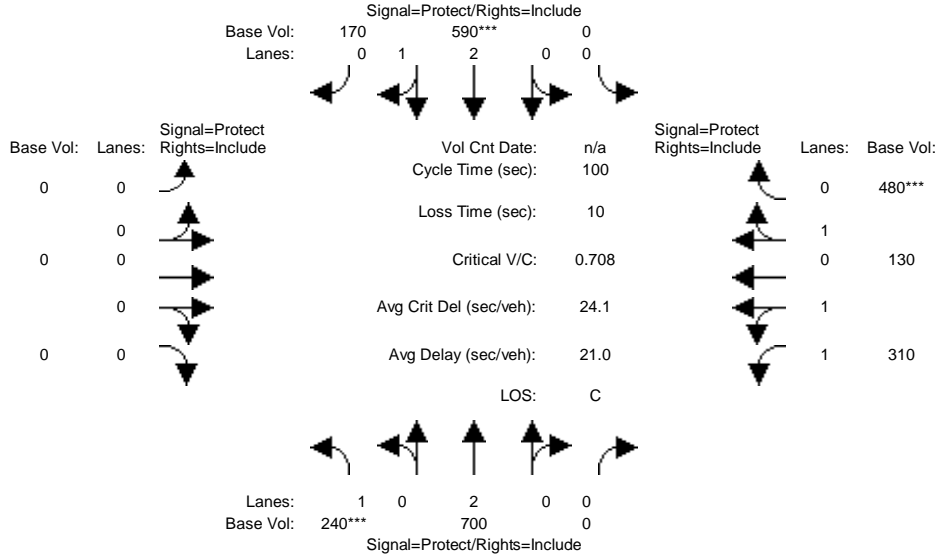 Signal=Protect/Rights=Include
Base Vol: 170 590*** 0
Lanes: 0 1 2 0 0
Signal=Protect
Base Vol: Lanes: Rights=Include Vol Cnt Date: n/a Signal=Protect
Rights=Include Lanes: Base Vol:
Cycle Time (sec): 100
0 0 0 480***
Loss Time (sec): 10
0 1
0 0 Critical V/C: 0.708 0 130
0 Avg Crit Del (sec/veh): 24.1 1
0 0 Avg Delay (sec/veh): 21.0 1 310
LOS: C
Lanes: 1 0 2 0 0
Base Vol: 240*** 700 0
Signal=Protect/Rights=Include